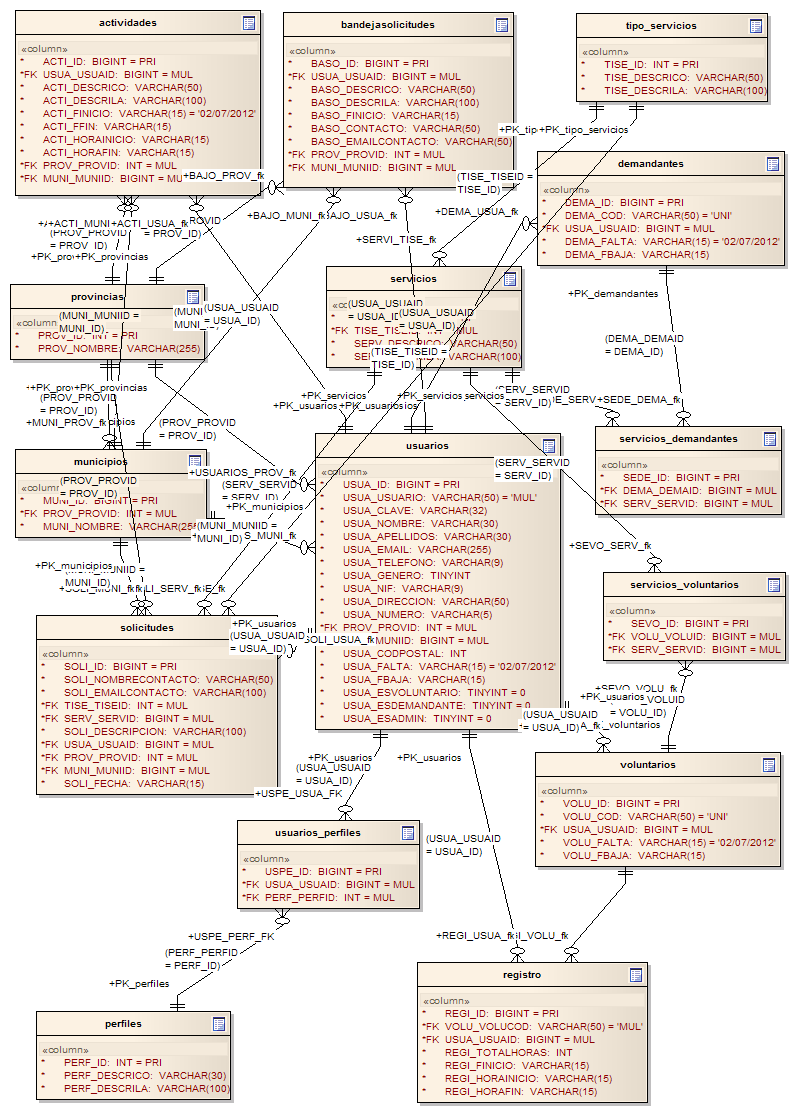 actividades
«column»
* ACTI_ID: BIGINT = PRI
*FK USUA_USUAID: BIGINT = MUL
* ACTI_DESCRICO: VARCHAR(50)
* ACTI_DESCRILA: VARCHAR(100)
* ACTI_FINICIO: VARCHAR(15) = '02/07/2012'
* ACTI_FFIN: VARCHAR(15)
* ACTI_HORAINICIO: VARCHAR(15)
* ACTI_HORAFIN: VARCHAR(15)
*FK PROV_PROVID: INT = MUL
*FK MUNI_MUNIID: BIGINT = MU
bandejasolicitudes
«column»
* BASO_ID: BIGINT = PRI
*FK USUA_USUAID: BIGINT = MUL
* BASO_DESCRICO: VARCHAR(50)
* BASO_DESCRILA: VARCHAR(100)
* BASO_FINICIO: VARCHAR(15)
* BASO_CONTACTO: VARCHAR(50)
* BASO_EMAILCONTACTO: VARCHAR(50)
*FK PROV_PROVID: INT = MUL
*FK MUNI_MUNIID: BIGINT = MUL
tipo_servicios
«column»
* TISE_ID: INT = PRI
* TISE_DESCRICO: VARCHAR(50)
* TISE_DESCRILA: VARCHAR(100)
+PK_tip
+PK_tipo_servicios
demandantes
«column»
* DEMA_ID: BIGINT = PRI
* DEMA_COD: VARCHAR(50) = 'UNI'
*FK USUA_USUAID: BIGINT = MUL
* DEMA_FALTA: VARCHAR(15) = '02/07/2012'
* DEMA_FBAJA: VARCHAR(15)
+BAJO_PROV_fk
(TISE_TISEID =
TISE_ID)
+DEMA_USUA_fk
+BAJO_MUNI_fk
AJO_USUA_fk
+ACTI_MUNI
+ACTI_USUA_fk
ROVID
(PROV_PROVID
= PROV_ID)
= PROV_ID)
+PK_pro
+PK_provincias
+SERVI_TISE_fk
provincias
«column»
* PROV_ID: INT = PRI
* PROV_NOMBRE: VARCHAR(255)
(MUNI_MUNIID =
MUNI_ID)
(USUA_USUAID
= USUA_ID)
servicios
*FK TISE_TISEID: INT = MUL
SERV_DESCRICO: VARCHAR(50)
VARCHAR(100)
(USUA_USUAID
= USUA_ID)
(USUA_USUAID
= USUA_ID)
(TISE_TISEID =
TISE_ID)
+PK_demandantes
(DEMA_DEMAID
= DEMA_ID)
+PK_pro
+PK_provincias
(PROV_PROVID
= PROV_ID)
+MUNI_PROV_fk
(PROV_PROVID
= PROV_ID)
+PK_servicios
+PK_usuarios
+PK_usuarios
servicios
(SERV_SERVID
= SERV_ID)
+SEDE_DEMA_fk
servicios_demandantes
«column»
* SEDE_ID: BIGINT = PRI
*FK DEMA_DEMAID: BIGINT = MUL
*FK SERV_SERVID: BIGINT = MUL
municipios
«column»
* MUNI_ID: BIGINT = PRI
*FK PROV_PROVID: INT = MUL
* MUNI_NOMBRE: VARCHAR(255
(PROV_PROVID
= PROV_ID)
+USUARIOS_PROV_fk
(SERV_SERVID
= SERV_ID)
+PK_municipios
(MUNI_MUNIID =
MUNI_ID)
S_MUNI_fk
usuarios
«column»
* USUA_ID: BIGINT = PRI
* USUA_USUARIO: VARCHAR(50) = 'MUL'
* USUA_CLAVE: VARCHAR(32)
* USUA_NOMBRE: VARCHAR(30)
* USUA_APELLIDOS: VARCHAR(30)
* USUA_EMAIL: VARCHAR(255)
* USUA_TELEFONO: VARCHAR(9)
* USUA_GENERO: TINYINT
* USUA_NIF: VARCHAR(9)
* USUA_DIRECCION: VARCHAR(50)
* USUA_NUMERO: VARCHAR(5)
*FK PROV_PROVID: INT = MUL
MUNIID: BIGINT = MUL
* USUA_CODPOSTAL: INT
* USUA_FALTA: VARCHAR(15) = '02/07/2012'
* USUA_FBAJA: VARCHAR(15)
* USUA_ESVOLUNTARIO: TINYINT = 0
* USUA_ESDEMANDANTE: TINYINT = 0
* USUA_ESADMIN: TINYINT = 0
(SERV_SERVID
= SERV_ID)
+SEVO_SERV_fk
servicios_voluntarios
«column»
* SEVO_ID: BIGINT = PRI
*FK VOLU_VOLUID: BIGINT = MUL
*FK SERV_SERVID: BIGINT = MUL
+PK_municipios
MUNI_ID)
LI_SERV_fk
solicitudes
«column»
* SOLI_ID: BIGINT = PRI
* SOLI_NOMBRECONTACTO: VARCHAR(50)
* SOLI_EMAILCONTACTO: VARCHAR(100)
*FK TISE_TISEID: INT = MUL
*FK SERV_SERVID: BIGINT = MUL
* SOLI_DESCRIPCION: VARCHAR(100)
*FK USUA_USUAID: BIGINT = MUL
*FK PROV_PROVID: INT = MUL
*FK MUNI_MUNIID: BIGINT = MUL
* SOLI_FECHA: VARCHAR(15)
+PK_usuarios
(USUA_USUAID
= USUA_ID)
SOLI_USUA_fk
+SEVO_VOLU_fk
+PK_usuarios
VOLUID
= VOLU_ID)
(USUA_USUAID
= USUA_ID)
voluntarios
voluntarios
«column»
* VOLU_ID: BIGINT = PRI
* VOLU_COD: VARCHAR(50) = 'UNI'
*FK USUA_USUAID: BIGINT = MUL
* VOLU_FALTA: VARCHAR(15) = '02/07/2012'
* VOLU_FBAJA: VARCHAR(15)
+PK_usuarios
(USUA_USUAID
= USUA_ID)
+USPE_USUA_FK
+PK_usuarios
(USUA_USUAID
= USUA_ID)
usuarios_perfiles
«column»
* USPE_ID: BIGINT = PRI
*FK USUA_USUAID: BIGINT = MUL
*FK PERF_PERFID: INT = MUL
+USPE_PERF_FK
(PERF_PERFID
= PERF_ID)
+PK_perfiles
+REGI_USUA_fk
I_VOLU_fk
perfiles
«column»
* PERF_ID: INT = PRI
* PERF_DESCRICO: VARCHAR(30)
* PERF_DESCRILA: VARCHAR(100)
registro
«column»
* REGI_ID: BIGINT = PRI
*FK VOLU_VOLUCOD: VARCHAR(50) = 'MUL'
*FK USUA_USUAID: BIGINT = MUL
* REGI_TOTALHORAS: INT
* REGI_FINICIO: VARCHAR(15)
* REGI_HORAINICIO: VARCHAR(15)
* REGI_HORAFIN: VARCHAR(15)